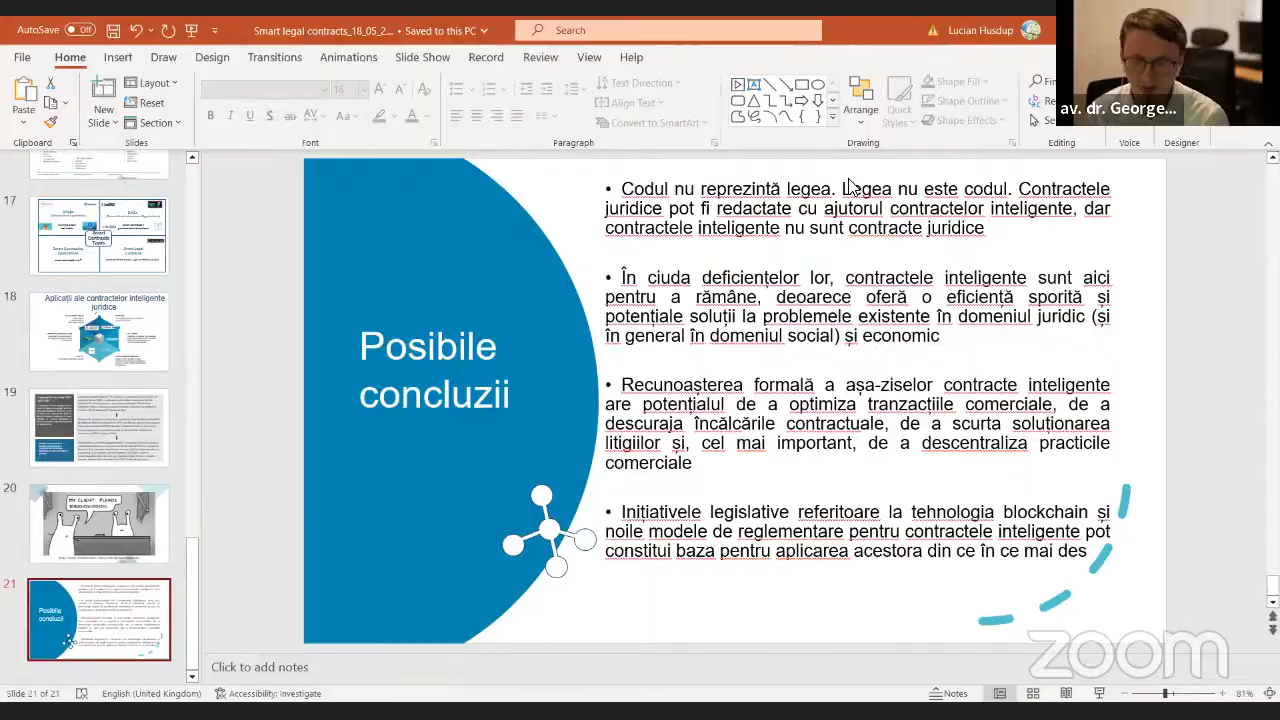 AutoSave Off
Smart legal contracts_18_05_2... • Saved to this PC
Search
Lucian Husdup
File Home Insert Draw Design Transitions Animations Slide Show Record Review View Help
Paste
New
Slide
Layout
Reset
Section
16
Text Direction
Align Text
Convert to SmartArt
Arrange
Quick
Styles
Shape Fill
Shape Outline
Shape Effects
Clipboard Slides Font Paragraph Drawing Editing Voice Designer
av. dr. George...
17
18
Aplicații ale contractelor inteligente
juridice
19
20
MY CLIENT PLEADS
21
Posibile
concluzii
Posibile
concluzii
• Codul nu reprezintă legea. Legea nu este codul. Contractele
juridice pot fi redactate cu ajutorul contractelor inteligente, dar
contractele inteligente nu sunt contracte juridice
• În ciuda deficiențelor lor contractele inteligente sunt aici
pentru a rămâne, deoarece oferă o eficiență sporită și
potențiale soluții la problemele existente în domeniul juridic (și
în general în domeniul social) și economic
• Recunoașterea formală a așa-ziselor contracte inteligente
are potențialul de a optimiza tranzacțiile comerciale, de a
descuraja încălcările contractuale, de a scurta soluționarea
litigiilor și, cel mai important, de a descentraliza practicile
comerciale
• Inițiativele legislative referitoare la tehnologia blockchain și
noile modele de reglementare pentru contractele inteligente pot
constitui baza pentru aplicarea acestora din ce în ce mai des
zoom
Click to add notes
Slide 21 of 21 English (United Kingdom) Accessibility: Investigate Notes 81%